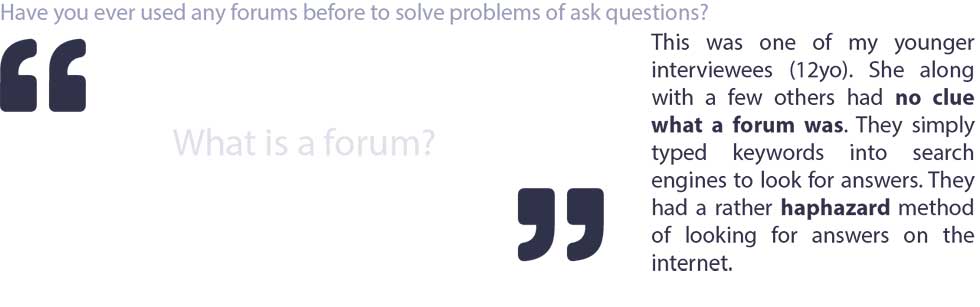 Have you ever used any forums before to solve problems of ask questions?
“
What is a forum?
”
This was one of my younger
interviewees (12yo). She along
with a few others had no clue
what a forum was. They simply
typed keywords into search
engines to look for answers. They
had a rather haphazard method
of looking for answers on the
internet.